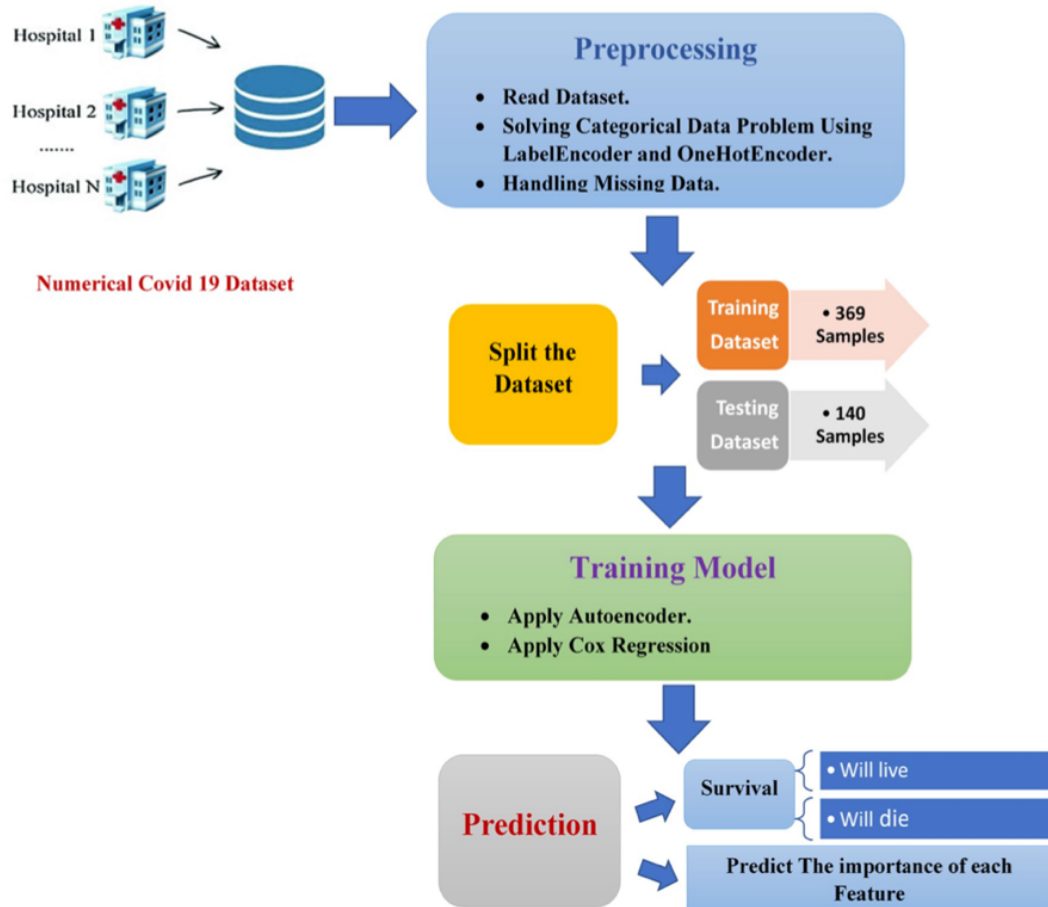 Hospital 1
Hospital 2
.......
Hospital N
Numerical Covid 19 Dataset
Preprocessing
• Read Dataset.
• Solving Categorical Data Problem Using
LabelEncoder and OneHotEncoder.
• Handling Missing Data.
Split the
Dataset
Training
Dataset
• 369
Samples
Testing
Dataset
• 140
Samples
Training Model
• Apply Autoencoder.
• Apply Cox Regression
Prediction
Survival
• Will live
• Will die
Predict The importance of each
Feature